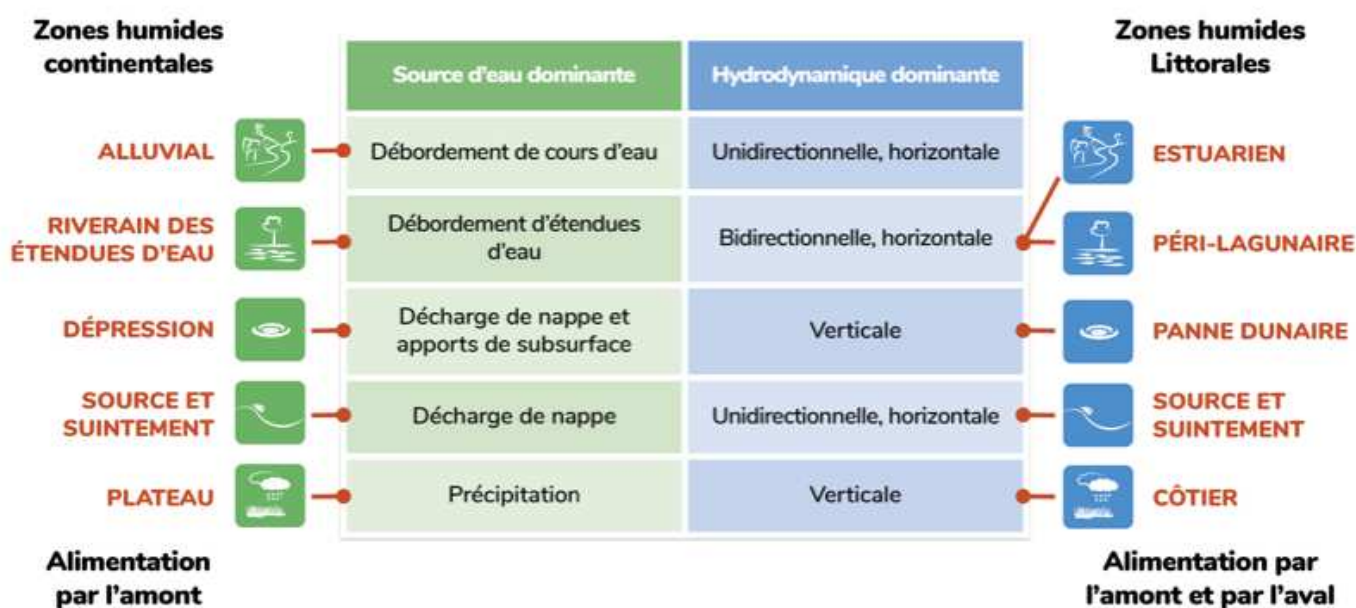 Zones humides
continentales
Zones humides
Littorales
Source d'eau dominante
Hydrodynamique dominante
ALLUVIAL
Débordement de cours d'eau
Unidirectionnelle, horizontale
ESTUARIEN
RIVERAIN DES
ÉTENDUES D'EAU
Débordement d'étendues
d'eau
Bidirectionnelle, horizontale
PÉRI-LAGUNAIRE
DÉPRESSION
Décharge de nappe et
apports de subsurface
Verticale
PANNE DUNAIRE
SOURCE ET
SUINTEMENT
Décharge de nappe
Unidirectionnelle, horizontale
SOURCE ET
SUINTEMENT
PLATEAU
Précipitation
Verticale
CÔTIER
Alimentation
par l'amont
Alimentation par
l'amont et par l'aval